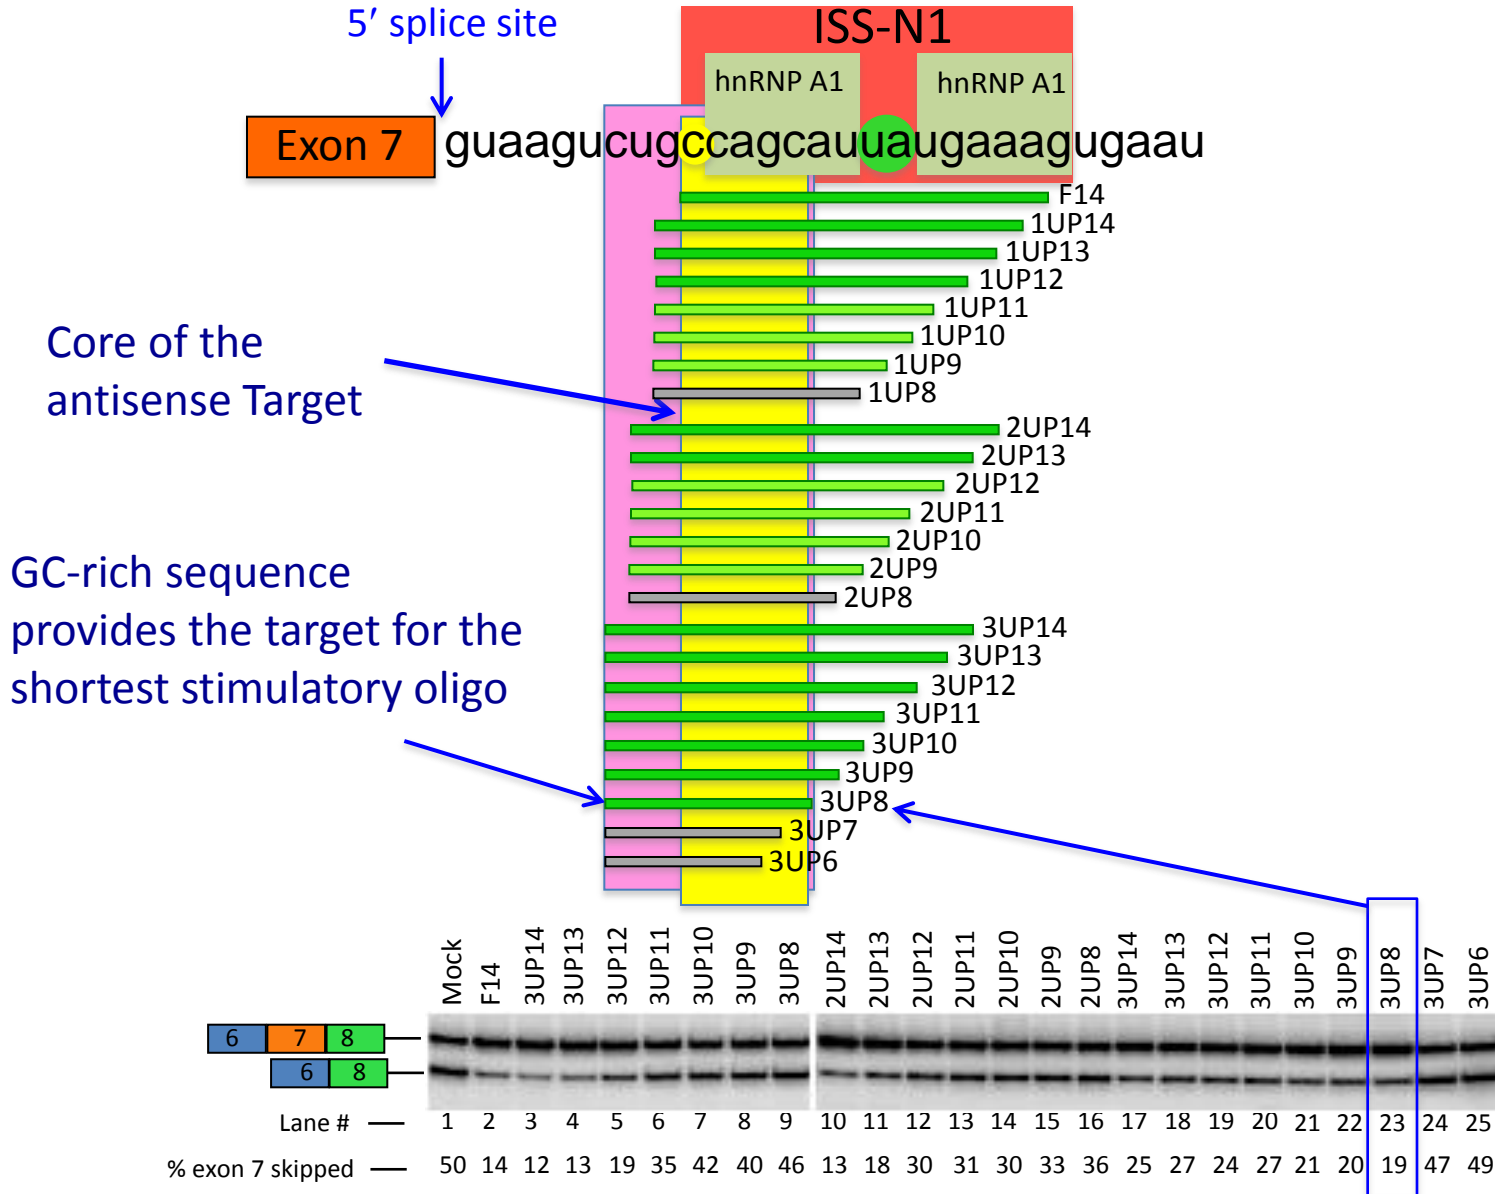 5′ splice site
ISS-N1
hnRNP A1
hnRNP A1
Exon 7
guaagucugccagcauuaugaaagugaau
F14
1UP14
1UP13
1UP12
1UP11
1UP10
1UP9
1UP8
Core of the
antisense Target
2UP14
2UP13
2UP12
2UP11
2UP10
2UP9
2UP8
GC-rich sequence
provides the target for the
shortest stimulatory oligo
3UP14
3UP13
3UP12
3UP11
3UP10
3UP9
3UP8
3UP7
3UP6
Mock F14 3UP14 3UP13 3UP12 3UP11 3UP10 3UP9 3UP8 2UP14 2UP13 2UP12 2UP11 2UP10 2UP9 2UP8 3UP14 3UP13 3UP12 3UP11 3UP10 3UP9 3UP8 3UP7 3UP6
6 7 8
6 8
Lane # 1 2 3 4 5 6 7 8 9 10 11 12 13 14 15 16 17 18 19 20 21 22 23 24 25
% exon 7 skipped 50 14 12 13 19 35 42 40 46 13 18 30 31 30 33 36 25 27 24 27 21 20 19 47 49